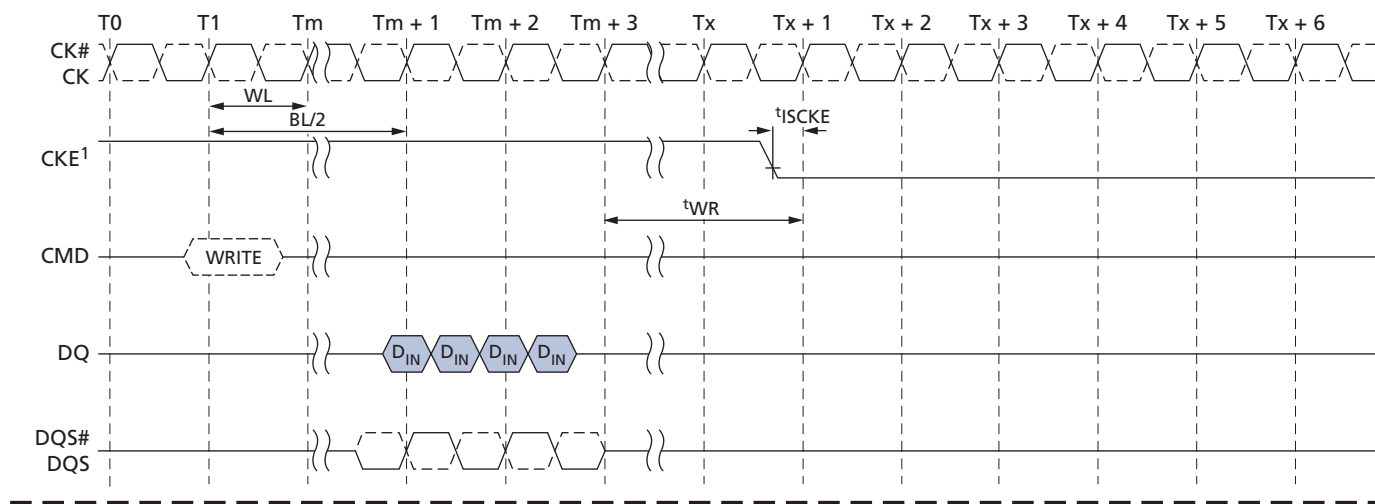 T0 T1 Tm Tm + 1 Tm + 2 Tm + 3 Tx Tx + 1 Tx + 2 Tx + 3 Tx + 4 Tx + 5 Tx + 6
CK#
CK
WL
BL/2
tISCKE
CKE1
tWR
CMD WRITE
DQ DIN DIN DIN DIN
DQS#
DQS